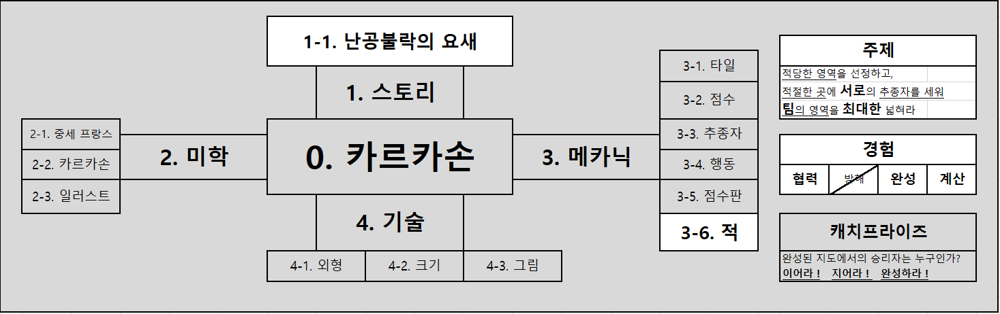 1-1. 난공불락의 요새
1. 스토리
2-1. 중세 프랑스
2-2. 카르카손
2-3. 일러스트
2. 미학
0. 카르카손
3. 메카닉
3-1. 타일
3-2. 점수
3-3. 추종자
3-4. 행동
3-5. 점수판
3-6. 적
4. 기술
4-1. 외형
4-2. 크기
4-3. 그림
주제
적당한 영역을 선정하고,
적절한 곳에 서로의 추종자를 세워
팀의 영역을 최대한 넓혀라
경험
협력 방해 완성 계산
캐치프라이즈
완성된 지도에서의 승리자는 누구인가?
이어라 ! 지어라 ! 완성하라 !